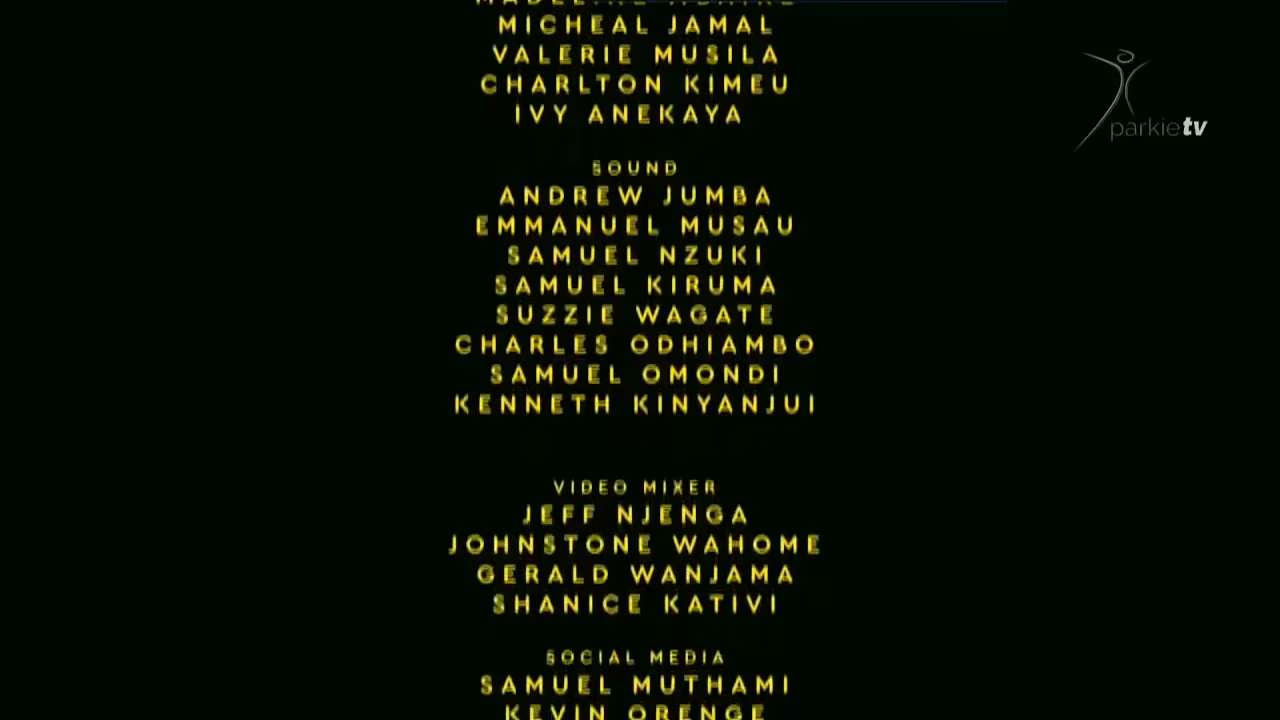 MICHEAL JAMAL
VALERIE MUSILA
CHARLTON KIMEU
IVY ANEKAYA
parkietv
SOUND
ANDREW JUMBA
EMMANUEL MUSAU
SAMUEL NZUKI
SAMUEL KIRUMA
SUZZIE WAGATE
CHARLES ODHIAMBO
SAMUEL OMONDI
KENNETH KINYANJUI
VIDEO MIXER
JEFF NJENGA
JOHNSTONE WAHOME
GERALD WANJAMA
SHANICE KATIVI
SOCIAL MEDIA
SAMUEL MUTHAMI
KEVIN ORENGE